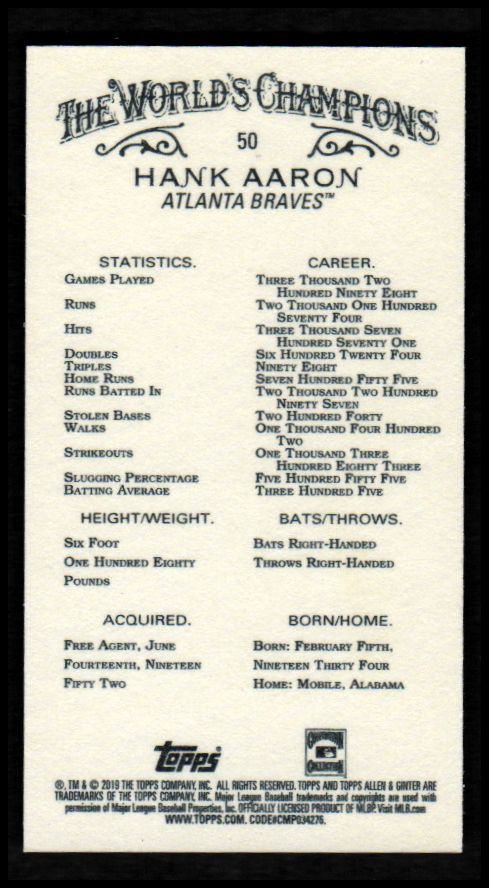 THE WORLD'S CHAMPIONS
50
HANK AARON
ATLANTA BRAVES™
STATISTICS. CAREER.
GAMES PLAYED THREE THOUSAND TWO
HUNDRED NINETY EIGHT
RUNS TWO THOUSAND ONE HUNDRED
SEVENTY FOUR
HITS THREE THOUSAND SEVEN
HUNDRED SEVENTY ONE
DOUBLES SIX HUNDRED TWENTY FOUR
TRIPLES NINETY EIGHT
HOME RUNS SEVEN HUNDRED FIFTY FIVE
RUNS BATTED IN TWO THOUSAND TWO HUNDRED
NINETY SEVEN
STOLEN BASES TWO HUNDRED FORTY
WALKS ONE THOUSAND FOUR HUNDRED
TWO
STRIKEOUTS ONE THOUSAND THREE
HUNDRED EIGHTY THREE
SLUGGING PERCENTAGE FIVE HUNDRED FIFTY FIVE
BATTING AVERAGE THREE HUNDRED FIVE
HEIGHT/WEIGHT. BATS/THROWS.
SIX FOOT BATS RIGHT-HANDED
ONE HUNDRED EIGHTY THROWS RIGHT-HANDED
POUNDS
ACQUIRED. BORN/HOME.
FREE AGENT, JUNE BORN: FEBRUARY FIFTH,
FOURTEENTH, NINETEEN NINETEEN THIRTY FOUR
FIFTY TWO HOME: MOBILE, ALABAMA
topps COOPERSTOWN
COLLECTION
®, TM & © 2019 THE TOPPS COMPANY, INC. ALL RIGHTS RESERVED. TOPPS AND TOPPS ALLEN & GINTER ARE
TRADEMARKS OF THE TOPPS COMPANY, INC. Major League Baseball trademarks and copyrights are used with
permission of Major League Baseball Properties, Inc. OFFICIALLY LICENSED PRODUCT OF MLBP. Visit MLB.com
WWW.TOPPS.COM. CODE#CMP034276.